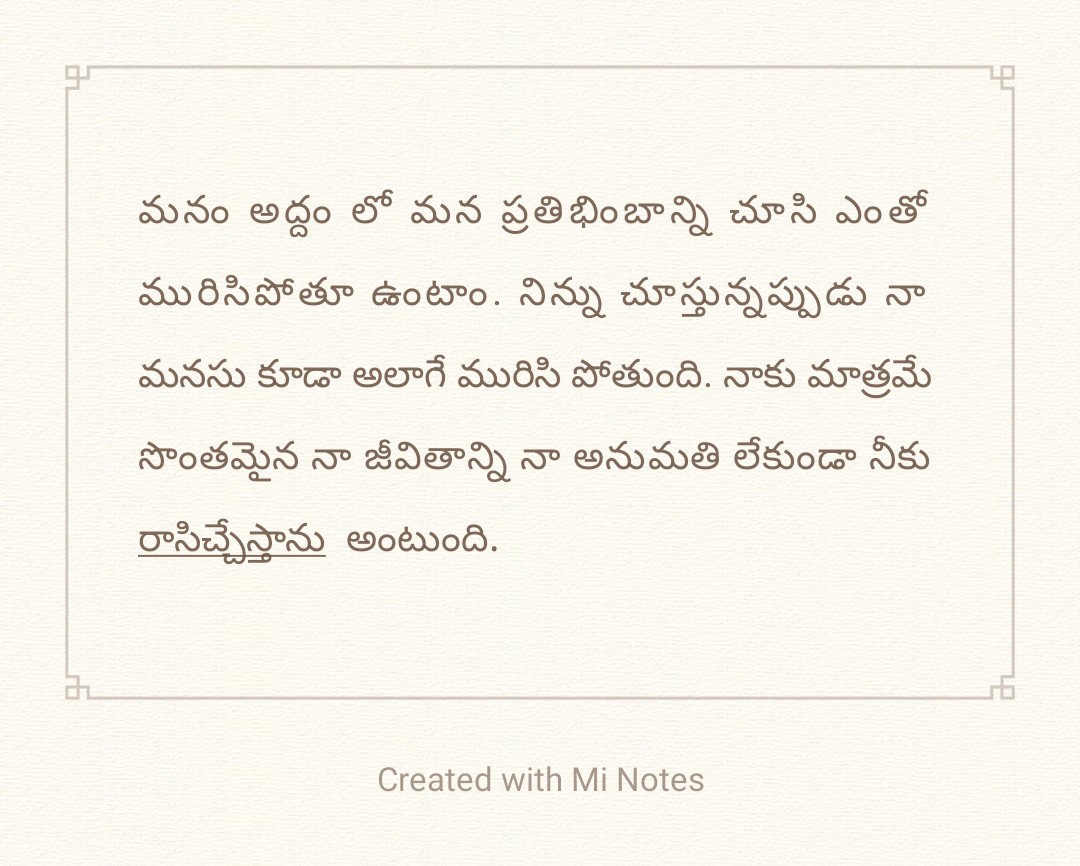 మనం అద్దం లో మన ప్రతిభింబాన్ని చూసి ఎంతో
మురిసిపోతూ ఉంటాం. నిన్ను చూస్తున్నప్పుడు నా
మనసు కూడా అలాగే మురిసి పోతుంది. నాకు మాత్రమే
సొంతమైన నా జీవితాన్ని నా అనుమతి లేకుండా నీకు
రాసిచ్చేస్తాను అంటుంది.
Created with Mi Notes